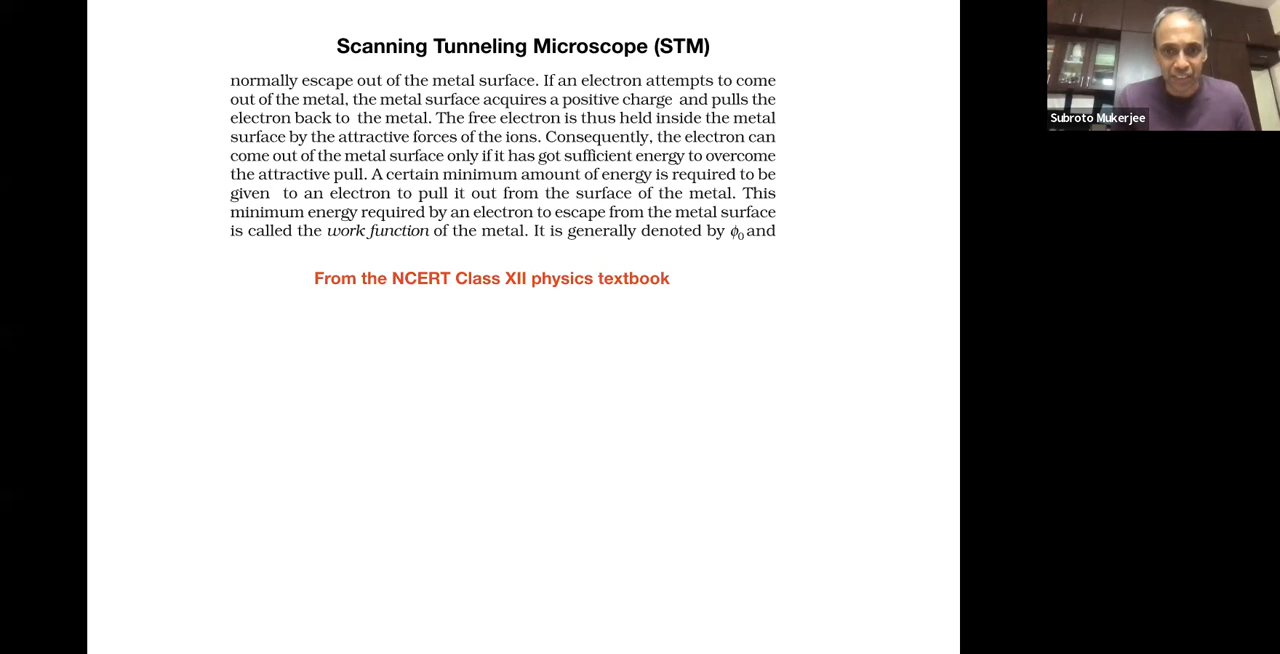 Scanning Tunneling Microscope (STM)
normally escape out of the metal surface. If an electron attempts to come
out of the metal, the metal surface acquires a positive charge and pulls the
electron back to the metal. The free electron is thus held inside the metal
surface by the attractive forces of the ions. Consequently, the electron can
come out of the metal surface only if it has got sufficient energy to overcome
the attractive pull. A certain minimum amount of energy is required to be
given to an electron to pull it out from the surface of the metal. This
minimum energy required by an electron to escape from the metal surface
is called the work function of the metal. It is generally denoted by ϕ₀ and
From the NCERT Class XII physics textbook
Subroto Mukerjee